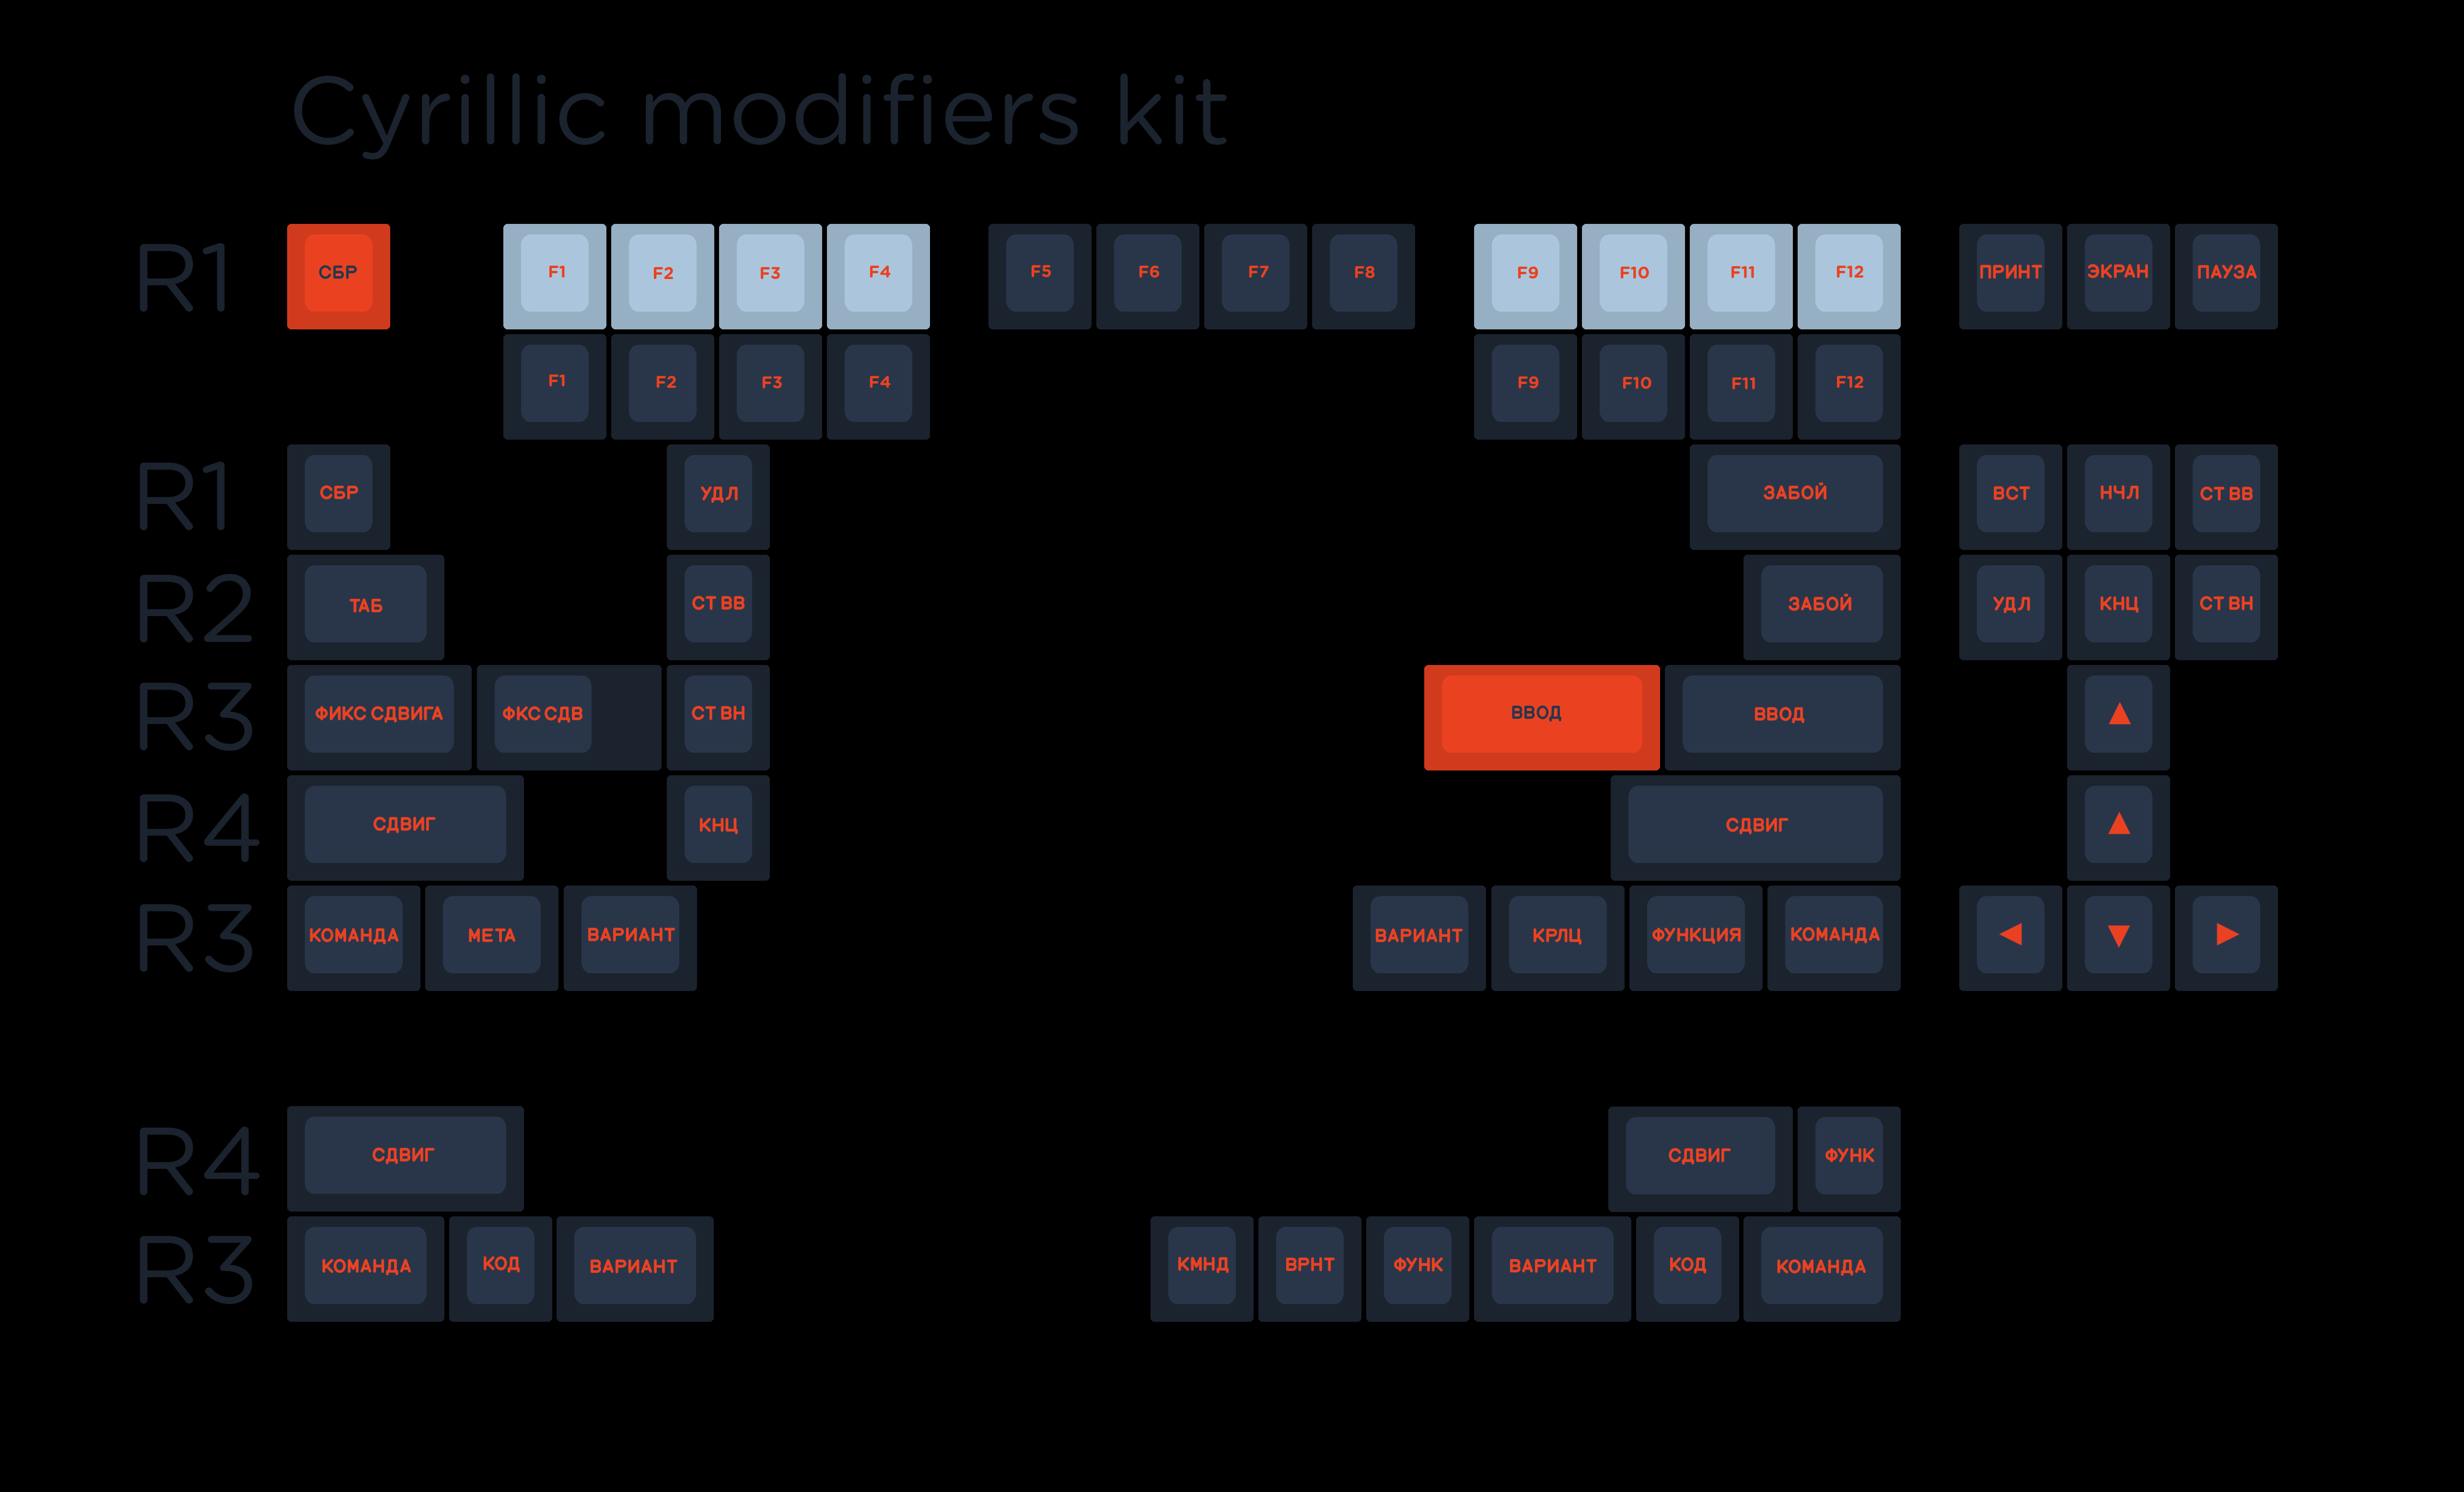 Cyrillic modifiers kit
R1 СБР F1 F2 F3 F4 F5 F6 F7 F8 F9 F10 F11 F12 ПРИНТ ЭКРАН ПАУЗА
F1 F2 F3 F4 F9 F10 F11 F12
R1 СБР УДЛ ЗАБОЙ ВСТ НЧЛ СТ ВВ
R2 ТАБ СТ ВВ ЗАБОЙ УДЛ КНЦ СТ ВН
R3 ФИКС СДВИГА ФКС СДВ СТ ВН ВВОД ВВОД ▲
R4 СДВИГ КНЦ СДВИГ ▲
R3 КОМАНДА МЕТА ВАРИАНТ ВАРИАНТ КРЛЦ ФУНКЦИЯ КОМАНДА ◀ ▼ ▶
R4 СДВИГ СДВИГ ФУНК
R3 КОМАНДА КОД ВАРИАНТ КМНД ВРНТ ФУНК ВАРИАНТ КОД КОМАНДА